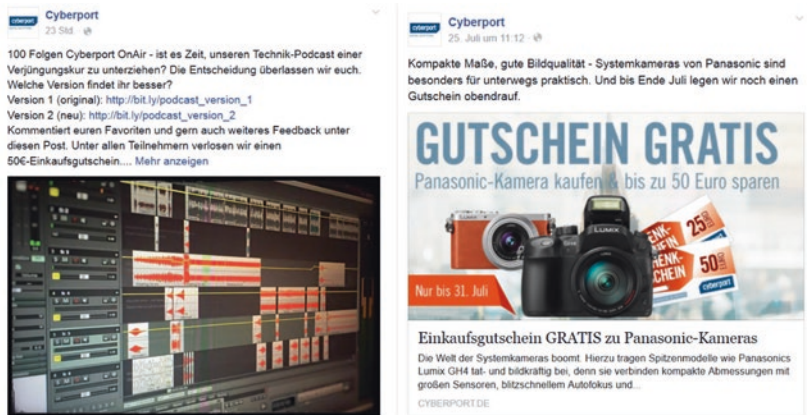 Cyberport
23 Std.
100 Folgen Cyberport OnAir - ist es Zeit, unseren Technik-Podcast einer
Verjüngungskur zu unterziehen? Die Entscheidung überlassen wir euch.
Welche Version findet ihr besser?
Version 1 (original): http://bit.ly/podcast_version_1
Version 2 (neu): http://bit.ly/podcast_version_2
Kommentiert euren Favoriten und gern auch weiteres Feedback unter
diesen Post. Unter allen Teilnehmern verlosen wir einen
50€-Einkaufsgutschein.... Mehr anzeigen
cyberport
Cyberport
25. Juli um 11:12
Kompakte Maße, gute Bildqualität - Systemkameras von Panasonic sind
besonders für unterwegs praktisch. Und bis Ende Juli legen wir noch einen
Gutschein obendrauf.
GUTSCHEIN GRATIS
Panasonic-Kamera kaufen & bis zu 50 Euro sparen
LUMIX
25
50
cyberport
Nur bis 31. Juli
Einkaufsgutschein GRATIS zu Panasonic-Kameras
Die Welt der Systemkameras boomt. Hierzu tragen Spitzenmodelle wie Panasonics
Lumix GH4 tat- und bildkräftig bei, denn sie verbinden kompakte Abmessungen mit
großen Sensoren, blitzschnellem Autofokus und...
CYBERPORT.DE